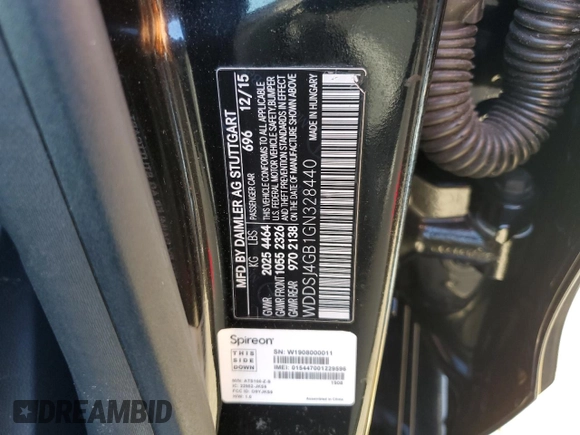 MFD BY DAIMLER AG STUTTGART
PASSENGER CAR 696 12/15
KG LBS
GVWR 2025 4464
GAWR FRONT 1055 2326
GAWR REAR 970 2138
THIS VEHICLE CONFORMS TO ALL APPLICABLE
U.S. FEDERAL MOTOR VEHICLE SAFETY, BUMPER
AND THEFT PREVENTION STANDARDS IN EFFECT
ON THE DATE OF MANUFACTURE SHOWN ABOVE
WDDSJ4GB1GN328440
MADE IN HUNGARY
Spireon
THIS
SIDE
DOWN
SN: W1908000011
DREAMBID.COM